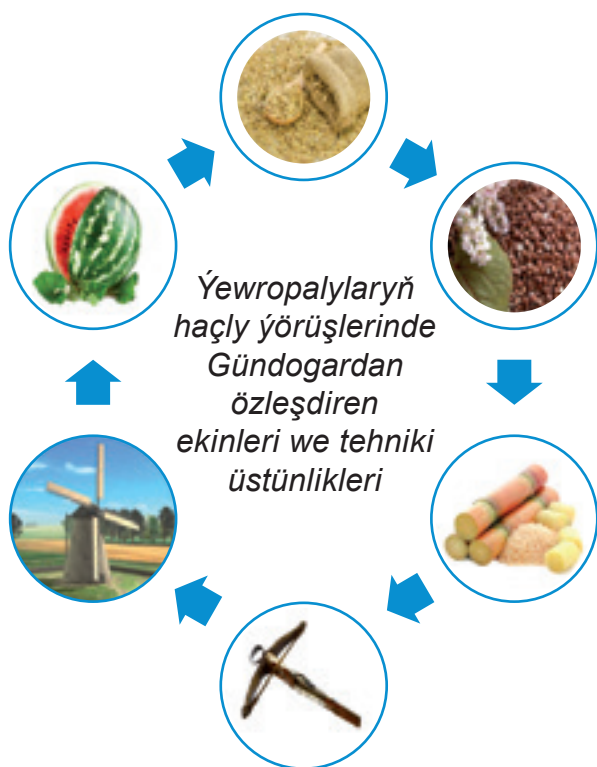 Ýewropalylaryň
haçly ýörüşlerinde
Gündogardan
özleşdiren
ekinleri we tehniki
üstünlikleri